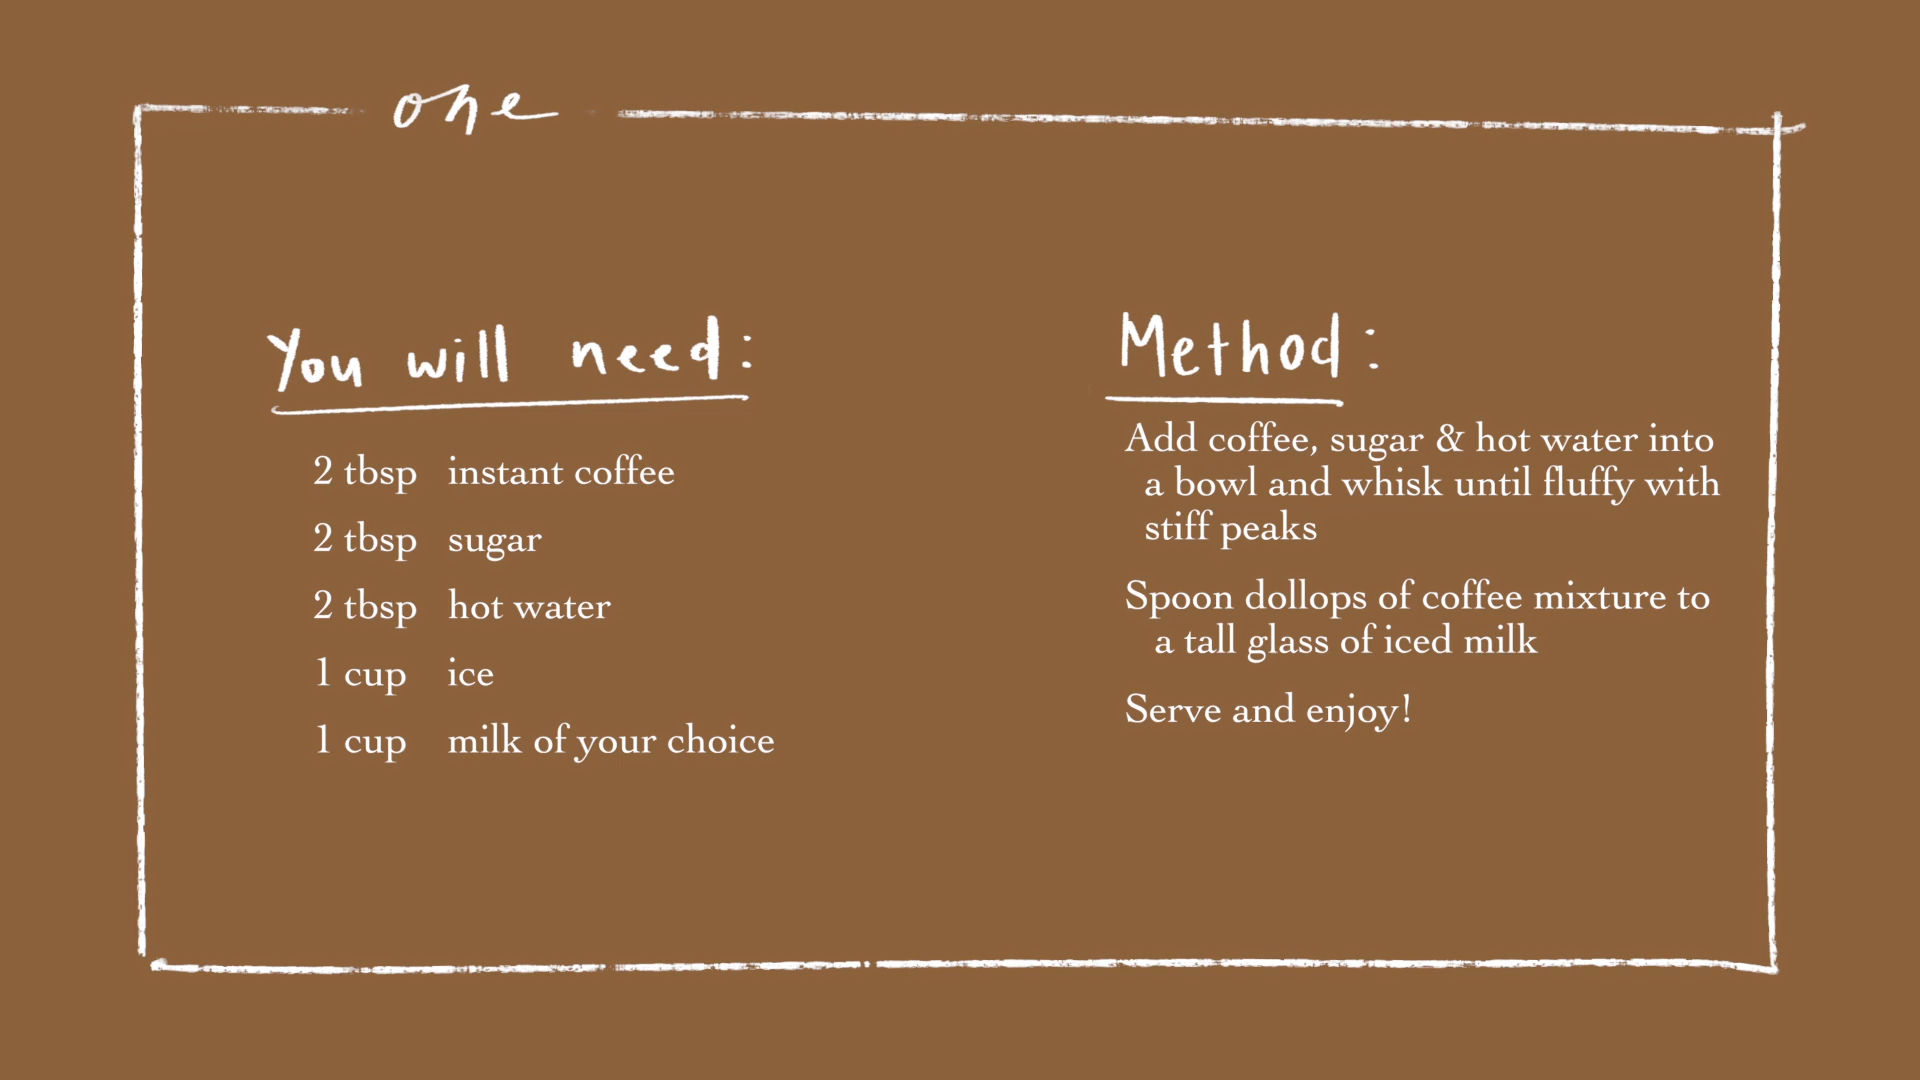 one
You will need:
2 tbsp instant coffee
2 tbsp sugar
2 tbsp hot water
1 cup ice
1 cup milk of your choice
Method:
Add coffee, sugar & hot water into
a bowl and whisk until fluffy with
stiff peaks
Spoon dollops of coffee mixture to
a tall glass of iced milk
Serve and enjoy!